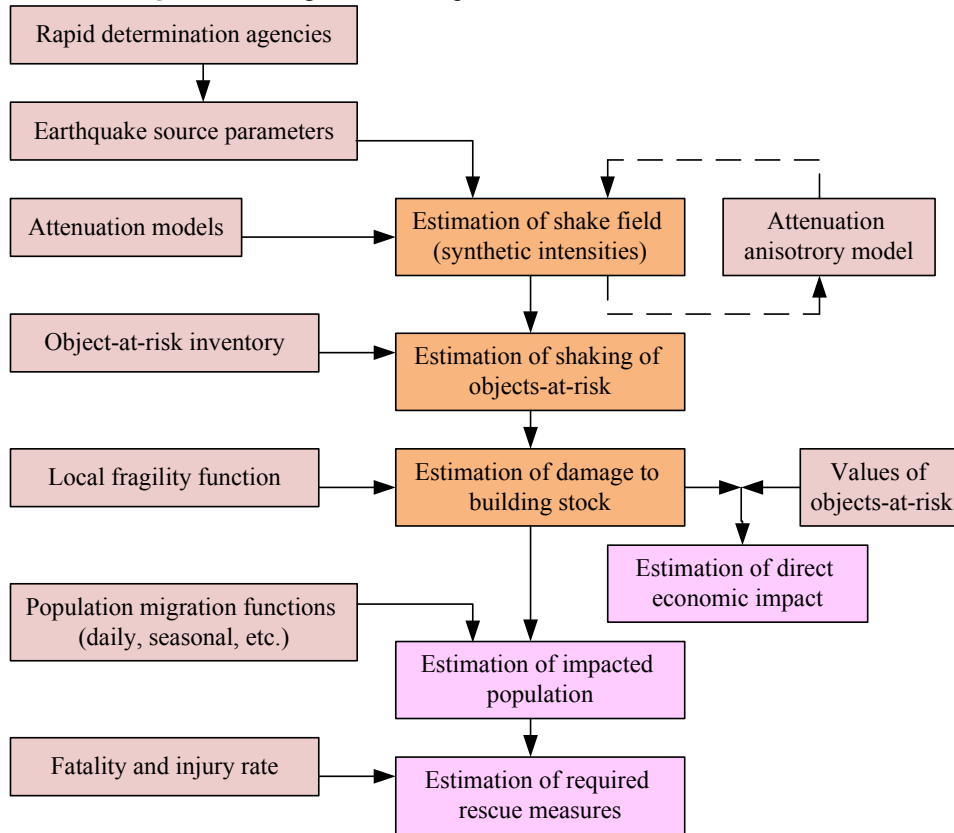 Rapid determination agencies
Earthquake source parameters
Attenuation models
Estimation of shake field
(synthetic intensities)
Attenuation
anisotrory model
Object-at-risk inventory
Estimation of shaking of
objects-at-risk
Local fragility function
Estimation of damage to
building stock
Values of
objects-at-risk
Estimation of direct
economic impact
Population migration functions
(daily, seasonal, etc.)
Estimation of impacted
population
Fatality and injury rate
Estimation of required
rescue measures